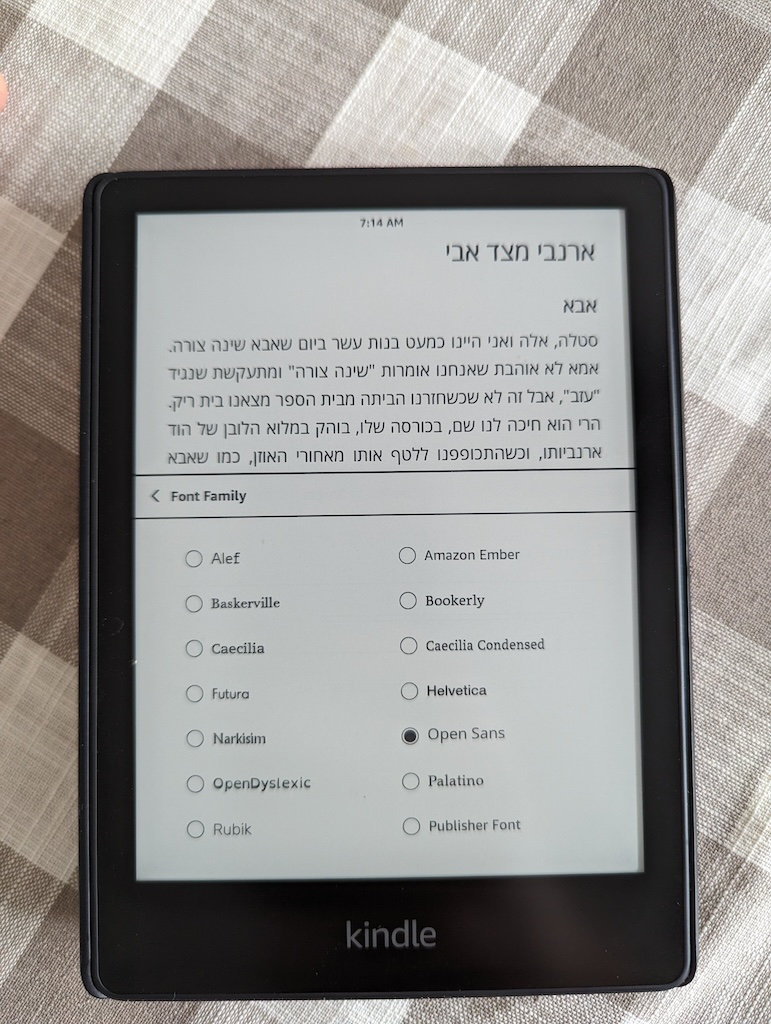 7:14 AM
ארנבי מצד אבי
אבא
סטלה, אלה ואני היינו כמעט בנות עשר ביום שאבא שינה צורה.
אמא לא אוהבת שאנחנו אומרות "שינה צורה" ומתעקשת שנגיד
"עזב", אבל זה לא שכשחזרנו הביתה מבית הספר מצאנו בית ריק.
הרי הוא חיכה לנו שם, בכורסה שלו, בוהק במלוא הלובן של הוד
ארנביותו, וכשהתכופפנו ללטף אותו מאחורי האוזן, כמו שאבא
Font Family
Alef
Amazon Ember
Baskerville
Bookerly
Caecilia
Caecilia Condensed
Futura
Helvetica
Narkisim
Open Sans
OpenDyslexic
Palatino
Rubik
Publisher Font
kindle